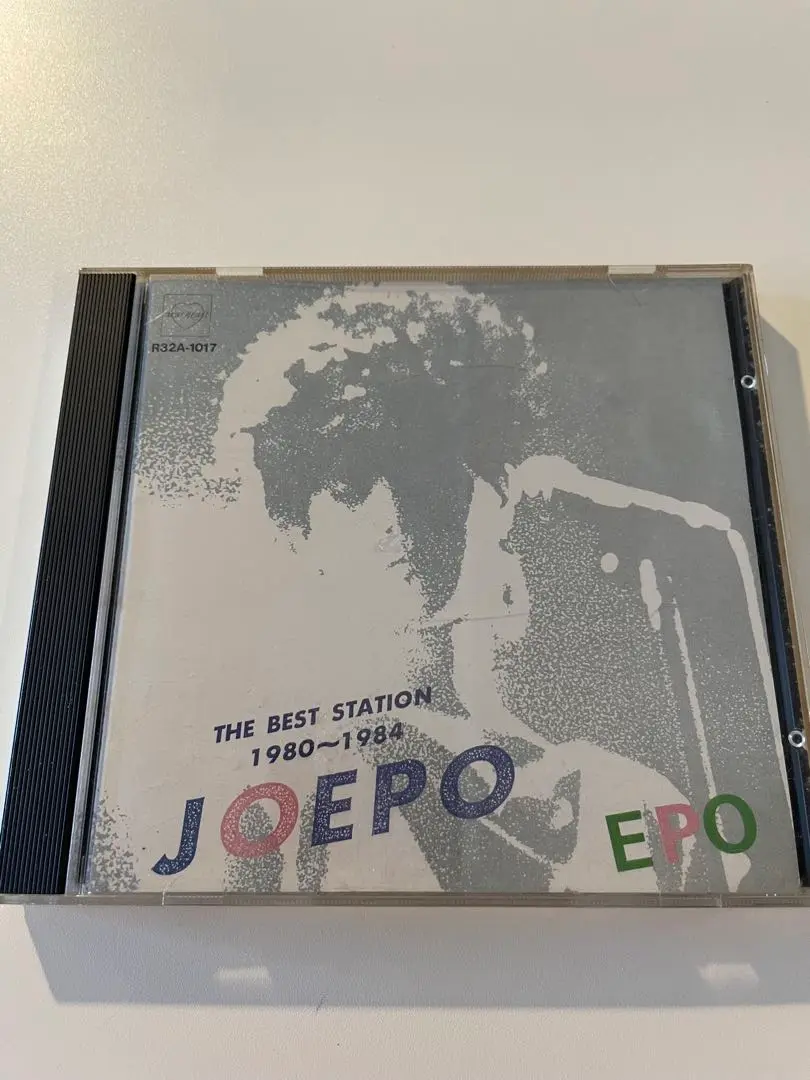 R32A-1017
THE BEST STATION
1980〜1984
JOEPO
EPO